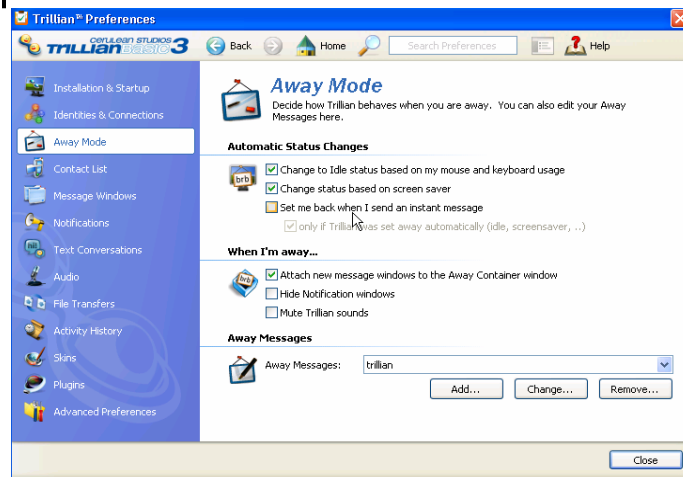 Trillian™ Preferences
CERULEAN STUDIOS
TRILLIAN BASIC 3
Back
Home
Search Preferences
Help
Installation & Startup
Identities & Connections
Away Mode
Contact List
Message Windows
Notifications
Text Conversations
Audio
File Transfers
Activity History
Skins
Plugins
Advanced Preferences
Away Mode
Decide how Trillian behaves when you are away. You can also edit your Away
Messages here.
Automatic Status Changes
brb
Change to Idle status based on my mouse and keyboard usage
Change status based on screen saver
Set me back when I send an instant message
only if Trillian was set away automatically (idle, screensaver, ..)
When I'm away...
brb
Attach new message windows to the Away Container window
Hide Notification windows
Mute Trillian sounds
Away Messages
Away Messages:
trillian
Add...
Change...
Remove...
Close